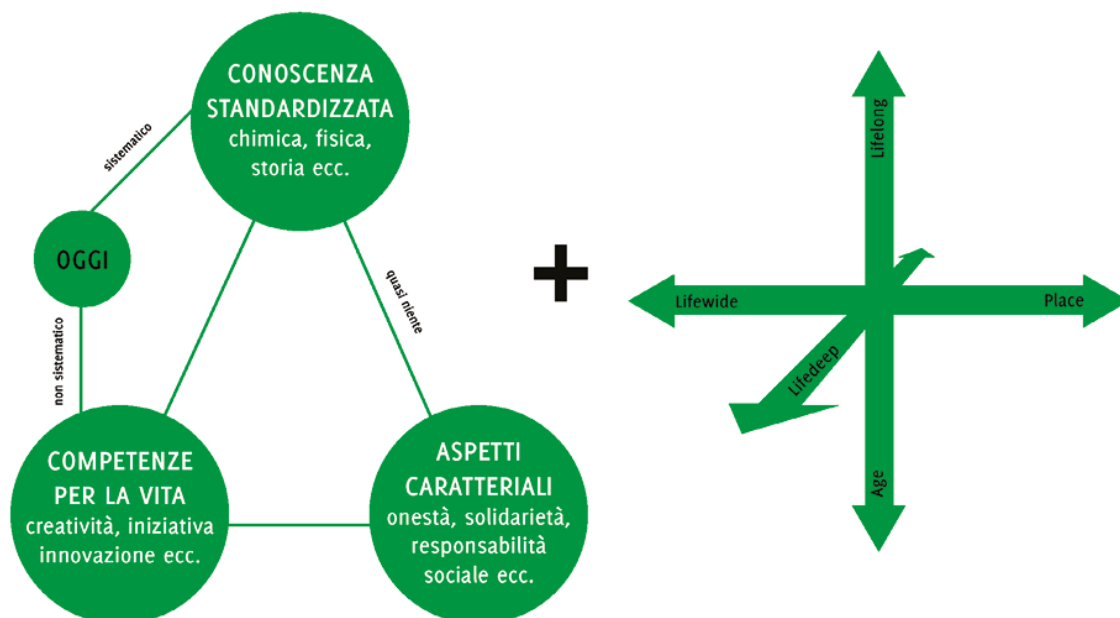 CONOSCENZA
STANDARDIZZATA
chimica, fisica,
storia ecc.
sistematico
OGGI
non sistematico
quasi niente
COMPETENZE
PER LA VITA
creatività, iniziativa
innovazione ecc.
ASPETTI
CARATTERIALI
onestà, solidarietà,
responsabilità
sociale ecc.
+
Lifelong
Lifewide
Place
Lifedeep
Age